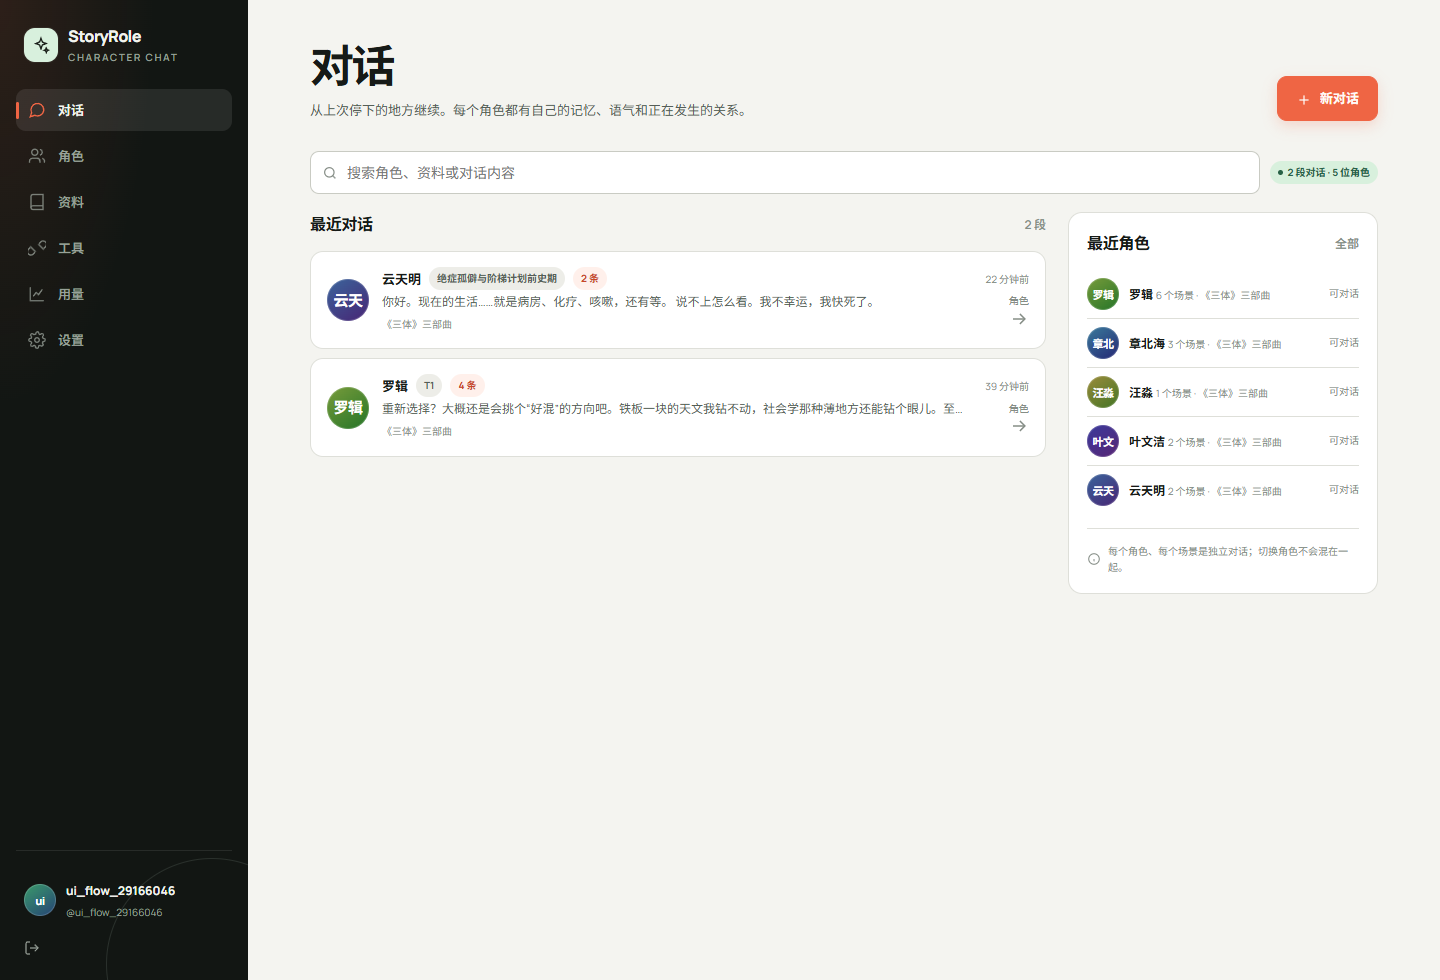 StoryRole
CHARACTER CHAT
对话
角色
资料
工具
用量
设置
ui
ui_flow_29166046
@ui_flow_29166046
对话
从上次停下的地方继续。每个角色都有自己的记忆、语气和正在发生的关系。
新对话
搜索角色、资料或对话内容
2 段对话 · 5 位角色
最近对话
2 段
云天
云天明 绝症孤僻与阶梯计划前史期 2 条
22 分钟前
你好。现在的生活……就是病房、化疗、咳嗽，还有等。 说不上怎么看。我不幸运，我快死了。
角色
《三体》三部曲
罗辑
罗辑 T1 4 条
39 分钟前
重新选择？大概还是会挑个“好混”的方向吧。铁板一块的天文我钻不动，社会学那种薄地方还能钻个眼儿。至...
角色
《三体》三部曲
最近角色
全部
罗辑
罗辑 6 个场景 · 《三体》三部曲
可对话
章北
章北海 3 个场景 · 《三体》三部曲
可对话
汪淼
汪淼 1 个场景 · 《三体》三部曲
可对话
叶文
叶文洁 2 个场景 · 《三体》三部曲
可对话
云天
云天明 2 个场景 · 《三体》三部曲
可对话
每个角色、每个场景是独立对话；切换角色不会混在一
起。